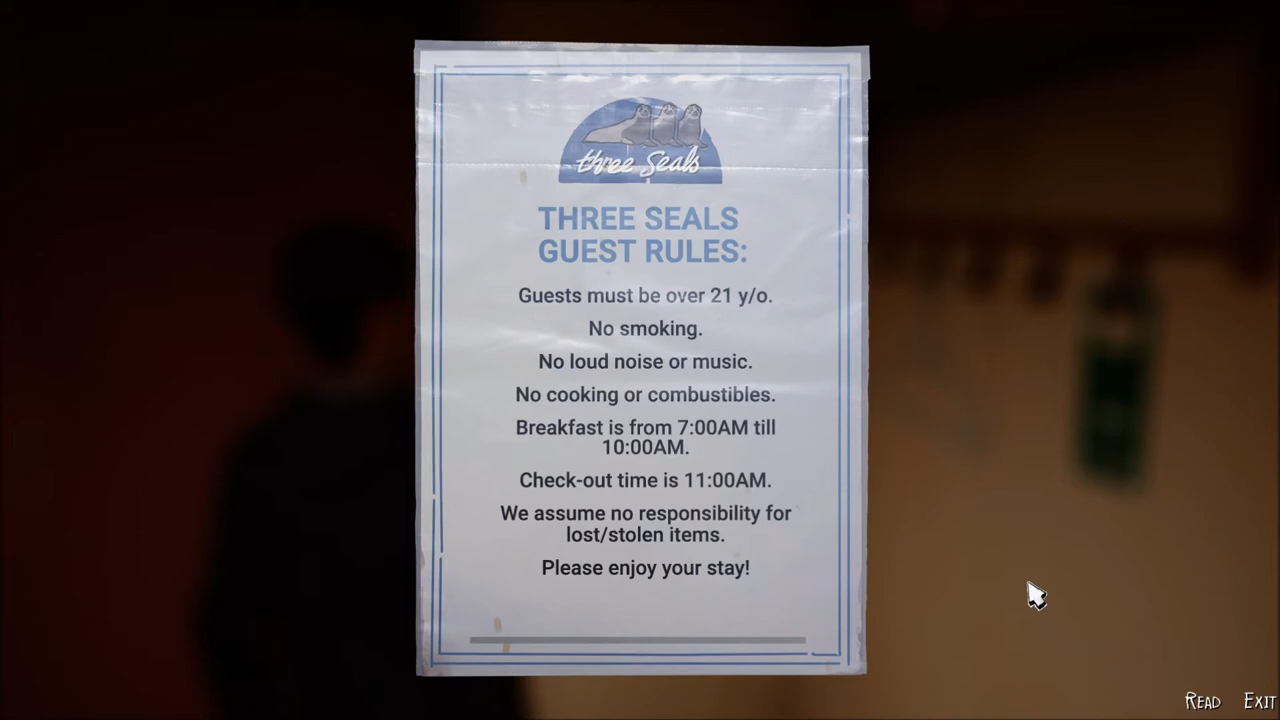 three Seals
THREE SEALS
GUEST RULES:
Guests must be over 21 y/o.
No smoking.
No loud noise or music.
No cooking or combustibles.
Breakfast is from 7:00AM till
10:00AM.
Check-out time is 11:00AM.
We assume no responsibility for
lost/stolen items.
Please enjoy your stay!
READ EXIT